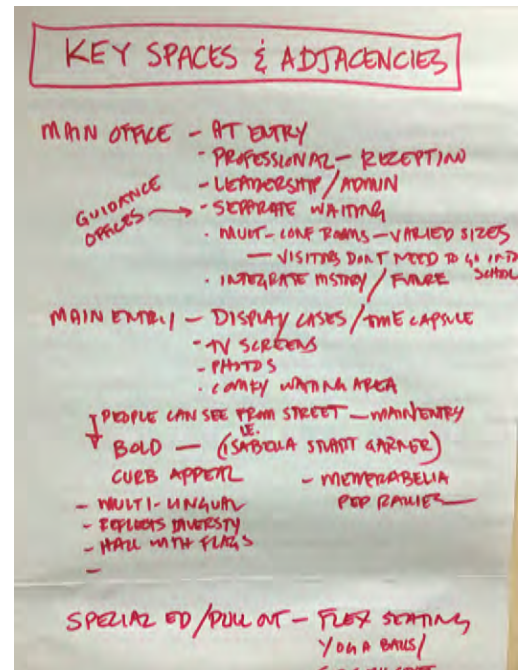 KEY SPACES & ADJACENCIES
MAIN OFFICE - AT ENTRY
- PROFESSIONAL - RECEPTION
- LEADERSHIP/ADMIN
GUIDANCE OFFICES → - SEPARATE WAITING
· MULT-CONF ROOMS - VARIED SIZES
- VISITORS DON'T NEED TO GO INTO SCHOOL
· INTEGRATE HISTORY/FUTURE
MAIN ENTRY - DISPLAY CASES/TIME CAPSULE
- TV SCREENS
- PHOTOS
· COMFY WAITING AREA
PEOPLE CAN SEE FROM STREET - MAIN ENTRY
BOLD - (I.E. ISABELLA STUART GARNER)
CURB APPEAL - MEMERABELIA
- MULTI-LINGUAL PEP RALLIES
- REFLECTS DIVERSTY
- HALL WITH FLAGS
-
SPECIAL ED/PULL OUT - FLEX SEATING
YOGA BALLS/